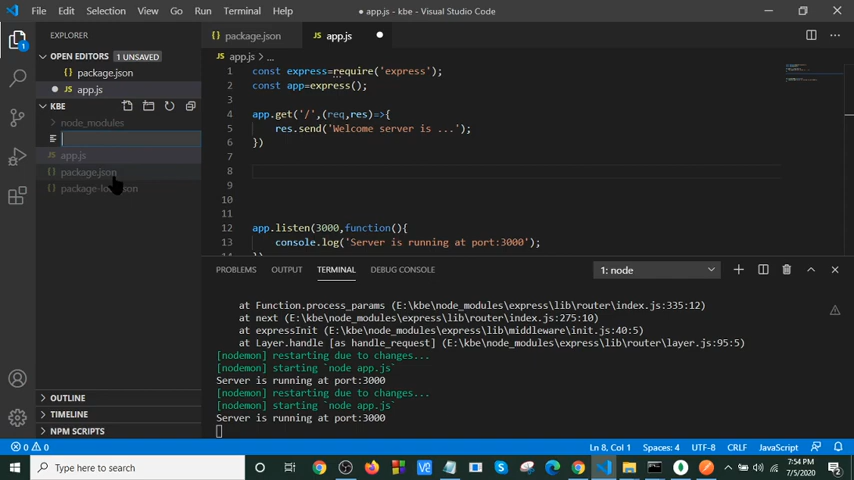 File Edit Selection View Go Run Terminal Help
app.js - kbe - Visual Studio Code
EXPLORER
OPEN EDITORS 1 UNSAVED
package.json
app.js
KBE
node_modules
app.js
package.json
OUTLINE
TIMELINE
NPM SCRIPTS
package.json app.js
app.js > ...
1 const express=require('express');
2 const app=express();
3
4 app.get('/',(req,res)=>{
5 res.send('Welcome server is ...');
6 })
7
8
9
10
11
12 app.listen(3000,function(){
13 console.log('Server is running at port:3000');
PROBLEMS OUTPUT TERMINAL DEBUG CONSOLE 1: node
at Function.process_params (E:\kbe\node_modules\express\lib\router\index.js:335:12)
at next (E:\kbe\node_modules\express\lib\router\index.js:275:10)
at expressInit (E:\kbe\node_modules\express\lib\middleware\init.js:40:5)
at Layer.handle [as handle_request] (E:\kbe\node_modules\express\lib\router\layer.js:95:5)
[nodemon] restarting due to changes...
[nodemon] starting `node app.js`
Server is running at port:3000
[nodemon] restarting due to changes...
[nodemon] starting `node app.js`
Server is running at port:3000
0 0 Ln 8, Col 1 Spaces: 4 UTF-8 CRLF JavaScript
Type here to search
7:54 PM
7/5/2020